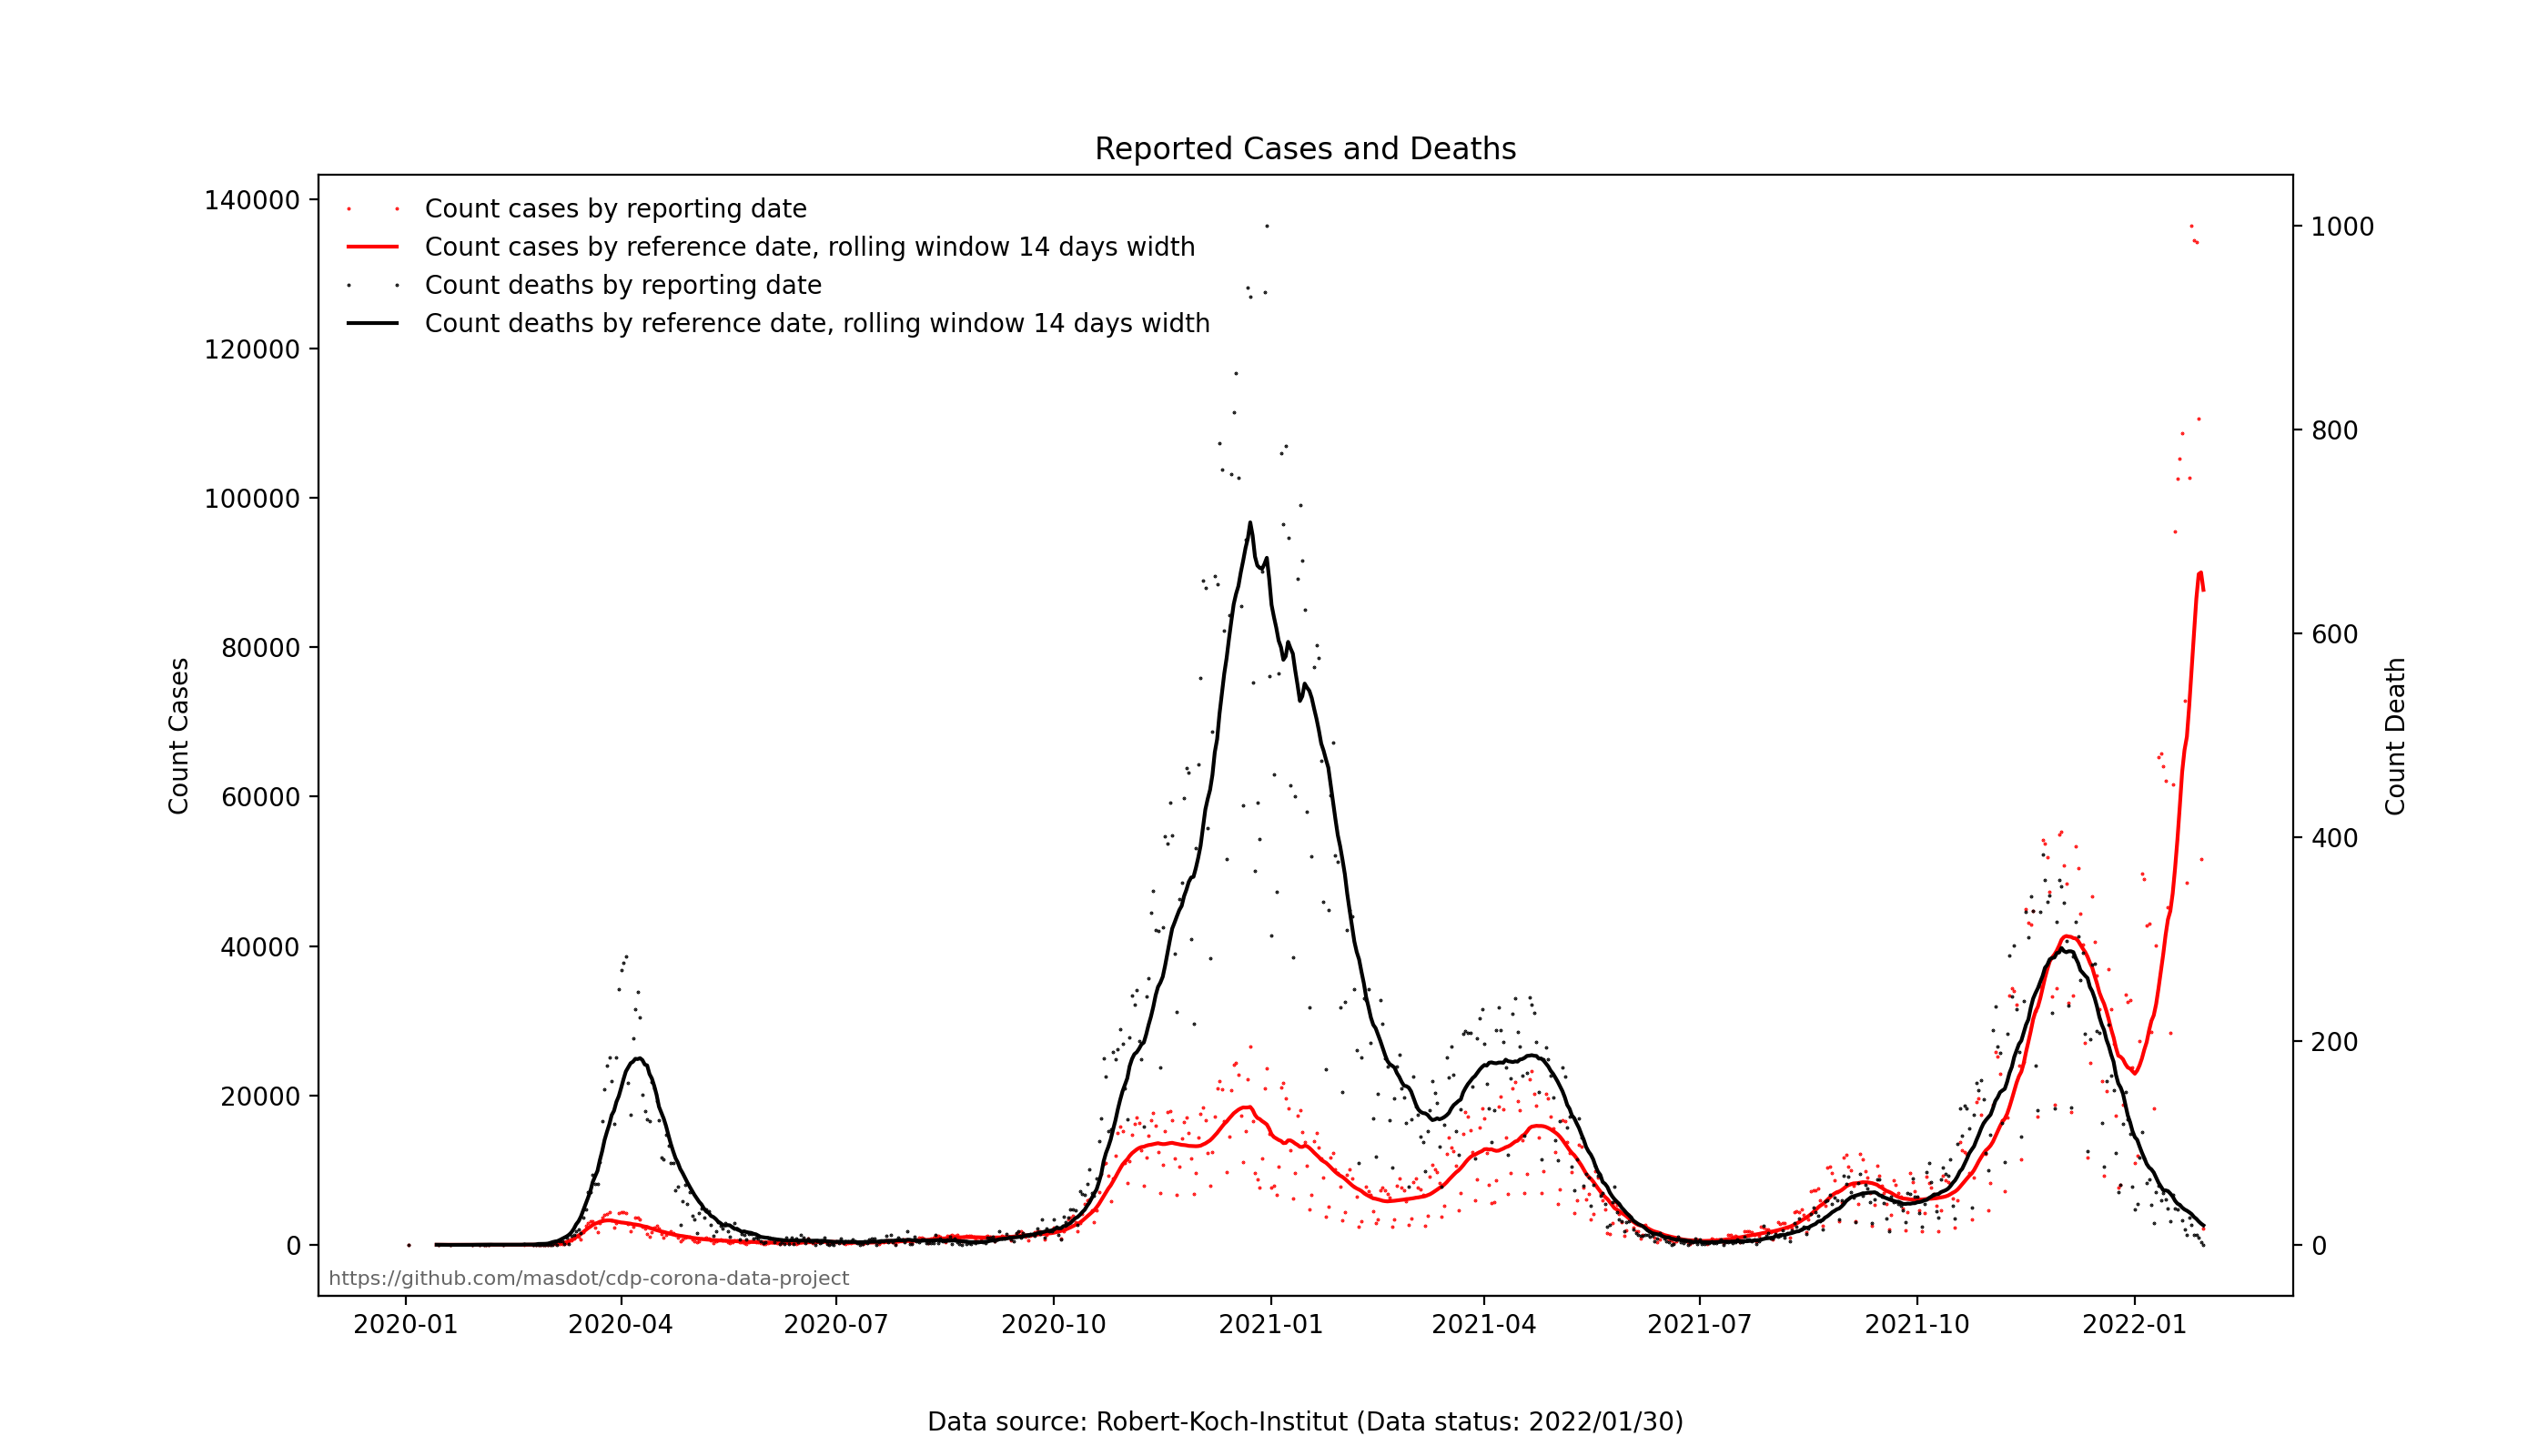 Reported Cases and Deaths
Count cases by reporting date
Count cases by reference date, rolling window 14 days width
Count deaths by reporting date
Count deaths by reference date, rolling window 14 days width
140000
120000
100000
80000
60000
40000
20000
0
Count Cases
1000
800
600
400
200
0
Count Death
https://github.com/masdot/cdp-corona-data-project
2020-01 2020-04 2020-07 2020-10 2021-01 2021-04 2021-07 2021-10 2022-01
Data source: Robert-Koch-Institut (Data status: 2022/01/30)